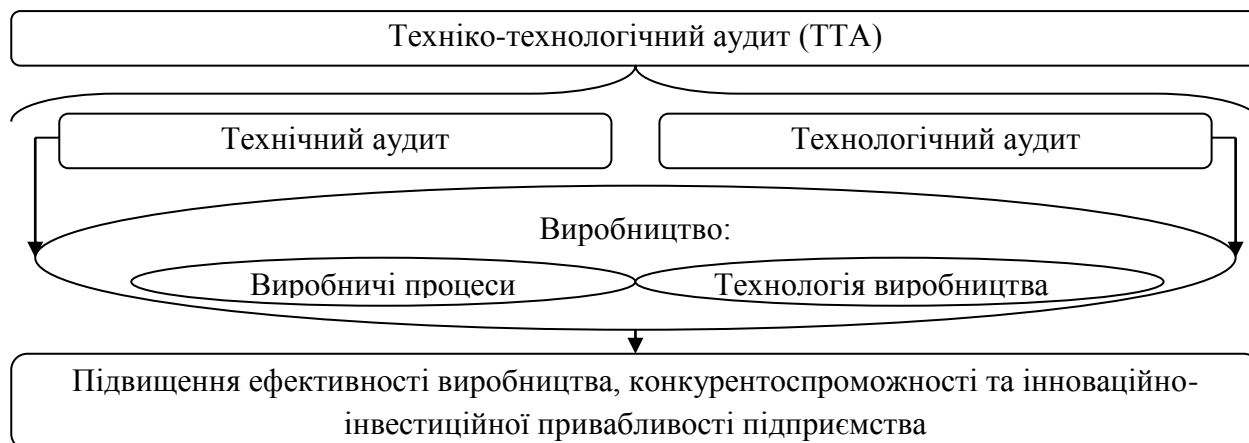 Техніко-технологічний аудит (ТТА)
Технічний аудит
Технологічний аудит
Виробництво:
Виробничі процеси
Технологія виробництва
Підвищення ефективності виробництва, конкурентоспроможності та інноваційно-
інвестиційної привабливості підприємства